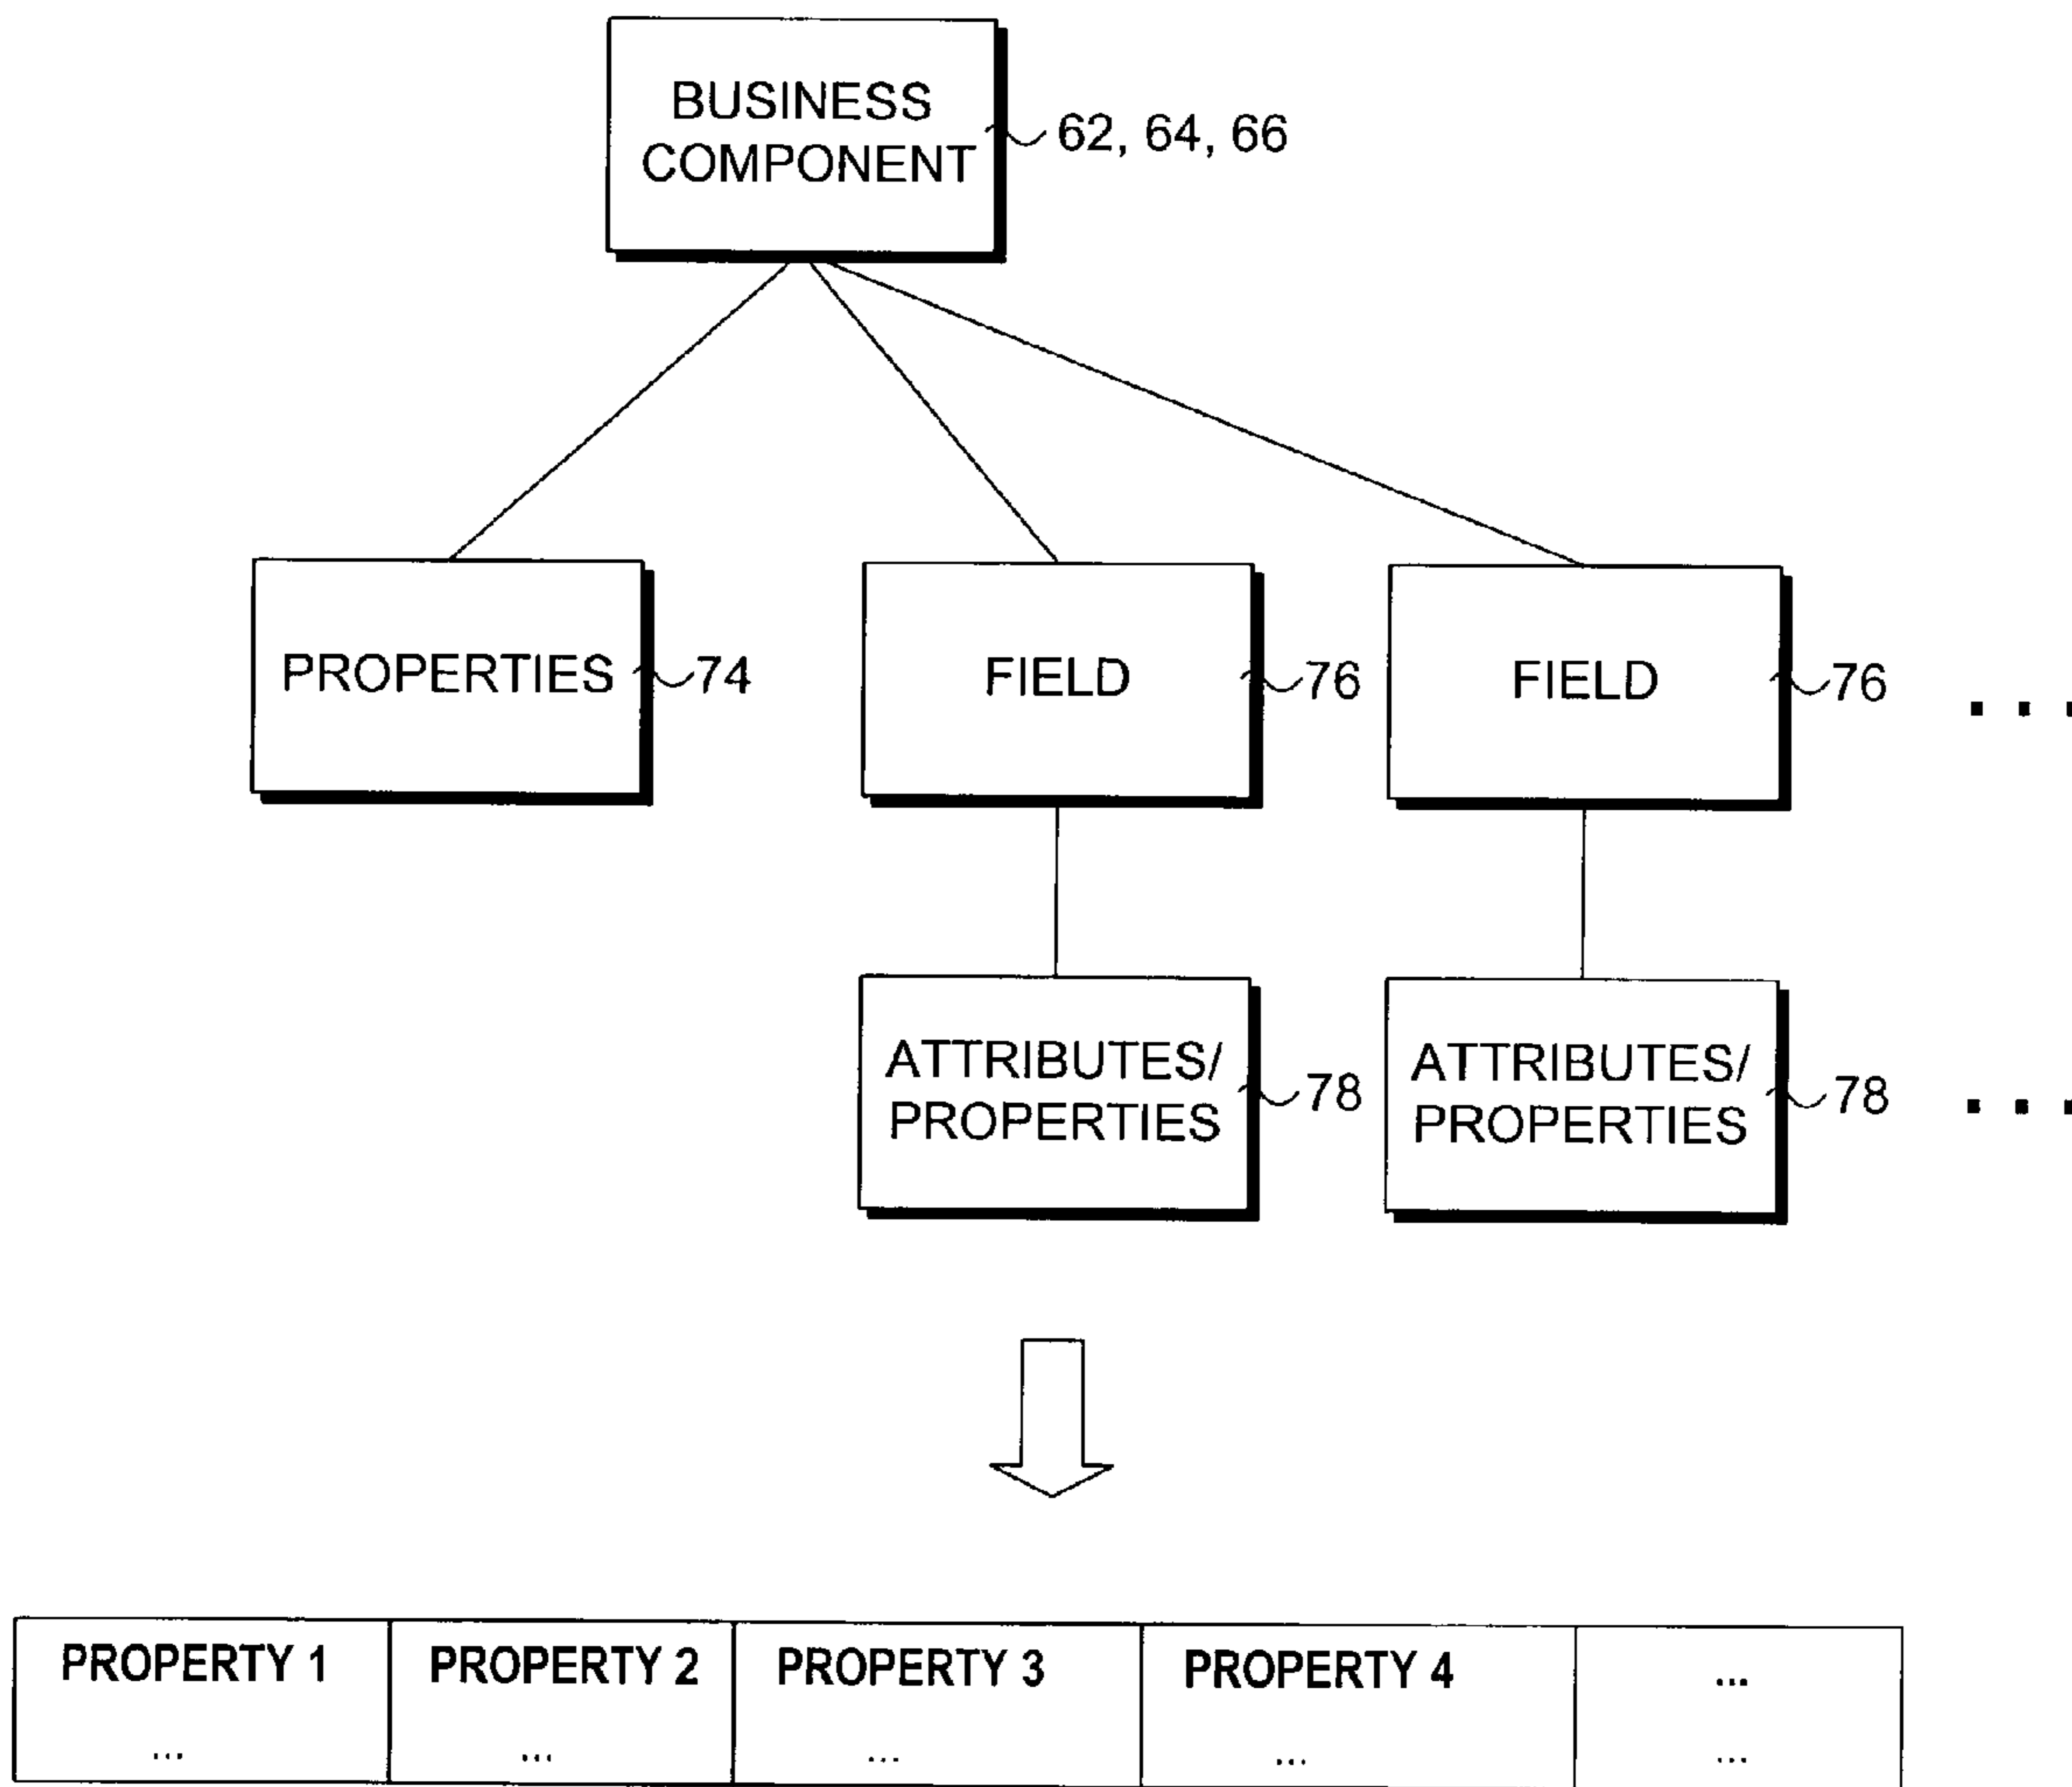 BUSINESS
COMPONENT
62, 64, 66
PROPERTIES
74
FIELD
76
FIELD
76
...
ATTRIBUTES/
PROPERTIES
78
ATTRIBUTES/
PROPERTIES
78
...
PROPERTY 1 PROPERTY 2 PROPERTY 3 PROPERTY 4 ...
... ... ... ... ...